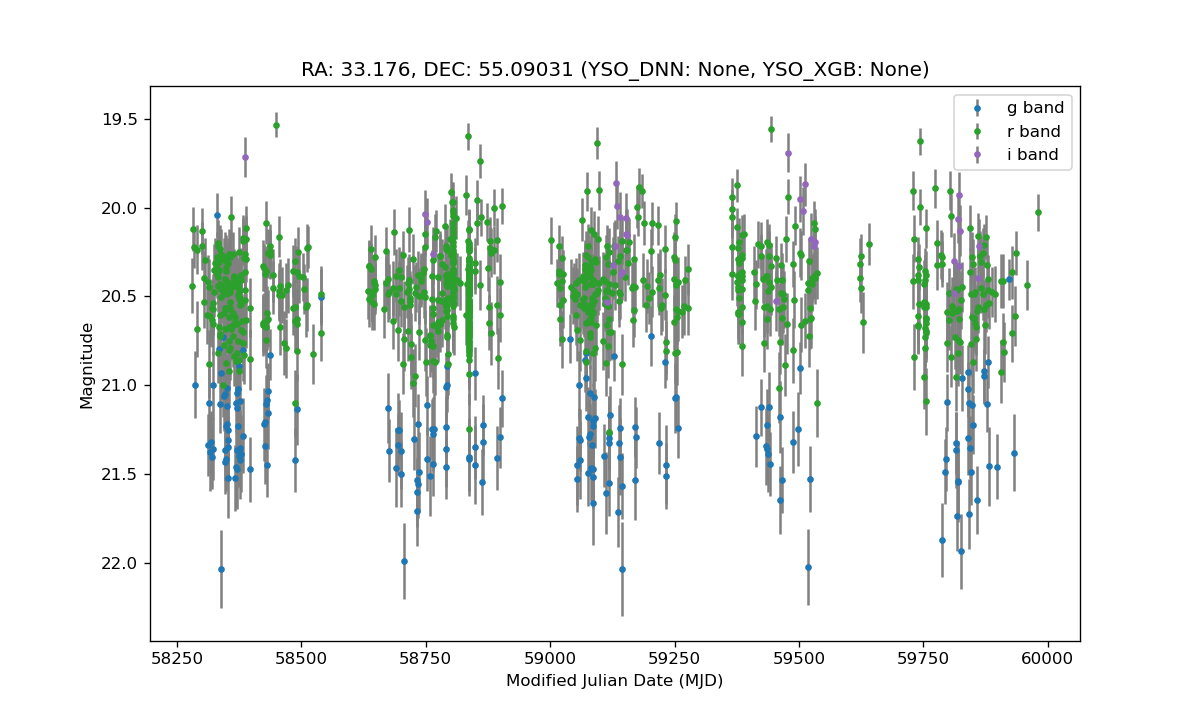 RA: 33.176, DEC: 55.09031 (YSO_DNN: None, YSO_XGB: None)
g band
r band
i band
19.5
20.0
20.5
21.0
21.5
22.0
Magnitude
58250 58500 58750 59000 59250 59500 59750 60000
Modified Julian Date (MJD)